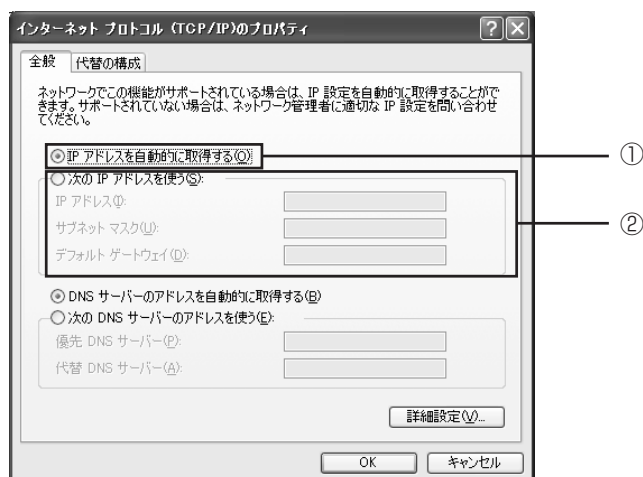 インターネット プロトコル (TCP/IP)のプロパティ
全般 代替の構成
ネットワークでこの機能がサポートされている場合は、IP 設定を自動的に取得することがで
きます。サポートされていない場合は、ネットワーク管理者に適切な IP 設定を問い合わせ
てください。
IP アドレスを自動的に取得する(O)
①
次の IP アドレスを使う(S):
IP アドレス(I):
サブネット マスク(U):
②
デフォルト ゲートウェイ(D):
DNS サーバーのアドレスを自動的に取得する(B)
次の DNS サーバーのアドレスを使う(E):
優先 DNS サーバー(P):
代替 DNS サーバー(A):
詳細設定(V)...
OK キャンセル